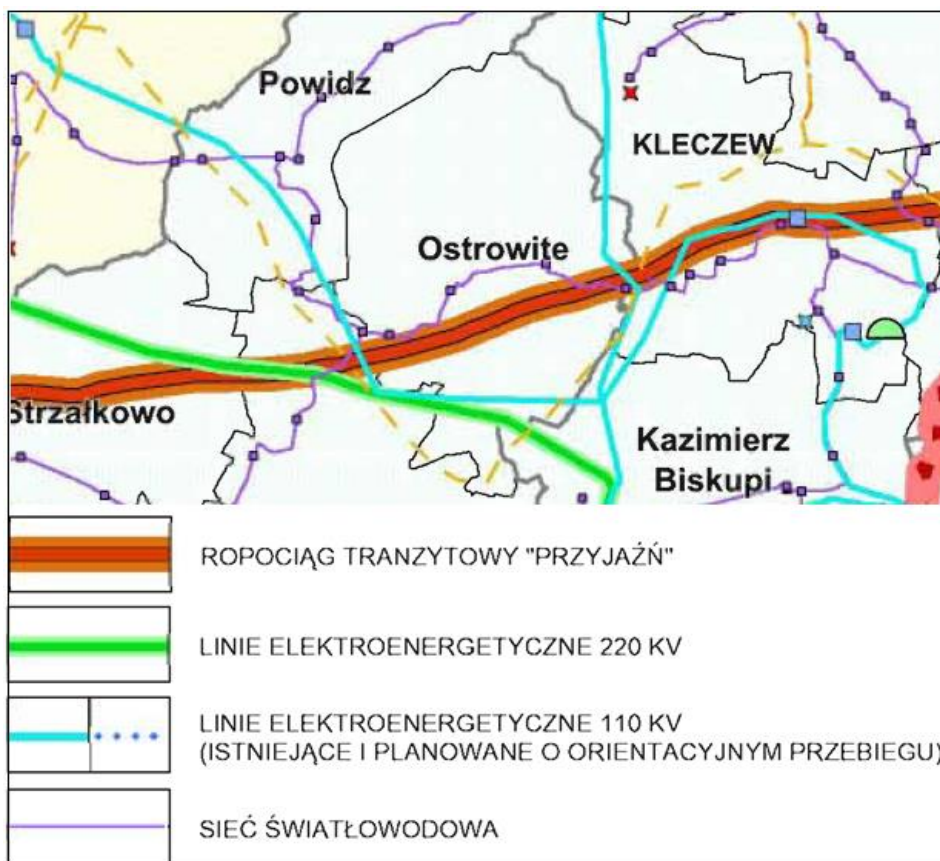 Powidz
KLECZEW
Ostrowite
Strzałkowo
Kazimierz
Biskupi
ROPOCIĄG TRANZYTOWY "PRZYJAŹŃ"
LINIE ELEKTROENERGETYCZNE 220 KV
LINIE ELEKTROENERGETYCZNE 110 KV
(ISTNIEJĄCE I PLANOWANE O ORIENTACYJNYM PRZEBIEGU)
SIEĆ ŚWIATŁOWODOWA